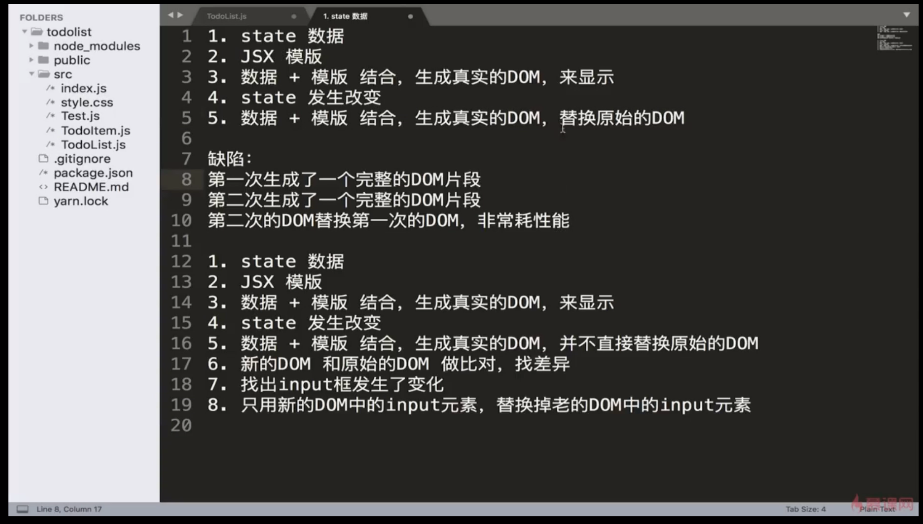 FOLDERS
todolist
node_modules
public
src
index.js
style.css
Test.js
TodoItem.js
TodoList.js
.gitignore
package.json
README.md
yarn.lock
TodoList.js
1. state 数据
1 1. state 数据
2 2. JSX 模版
3 3. 数据 + 模版 结合，生成真实的DOM，来显示
4 4. state 发生改变
5 5. 数据 + 模版 结合，生成真实的DOM，替换原始的DOM
6
7 缺陷：
8 第一次生成了一个完整的DOM片段
9 第二次生成了一个完整的DOM片段
10 第二次的DOM替换第一次的DOM，非常耗性能
11
12 1. state 数据
13 2. JSX 模版
14 3. 数据 + 模版 结合，生成真实的DOM，来显示
15 4. state 发生改变
16 5. 数据 + 模版 结合，生成真实的DOM，并不直接替换原始的DOM
17 6. 新的DOM 和原始的DOM 做比对，找差异
18 7. 找出input框发生了变化
19 8. 只用新的DOM中的input元素，替换掉老的DOM中的input元素
20
Line 8, Column 17
Tab Size: 4
Plain Text
慕课网